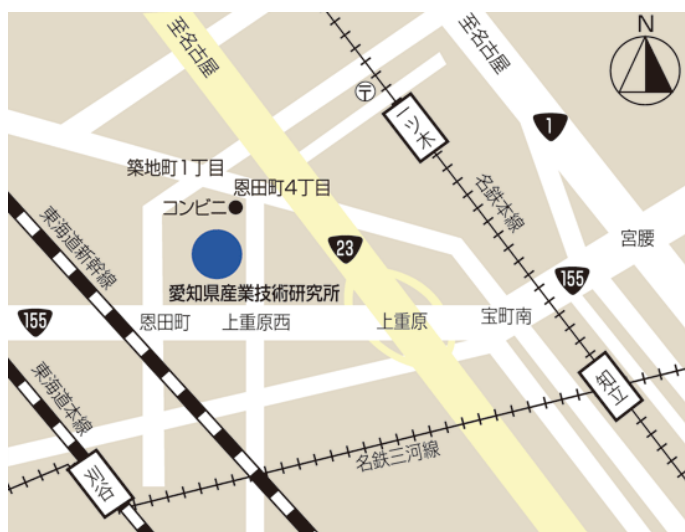 至名古屋
至名古屋
N
〒
一ツ木
1
築地町1丁目
恩田町4丁目
コンビニ
名鉄本線
東海道新幹線
23
宮腰
155
愛知県産業技術研究所
155
恩田町
上重原西
上重原
宝町南
東海道本線
知立
名鉄三河線
刈谷